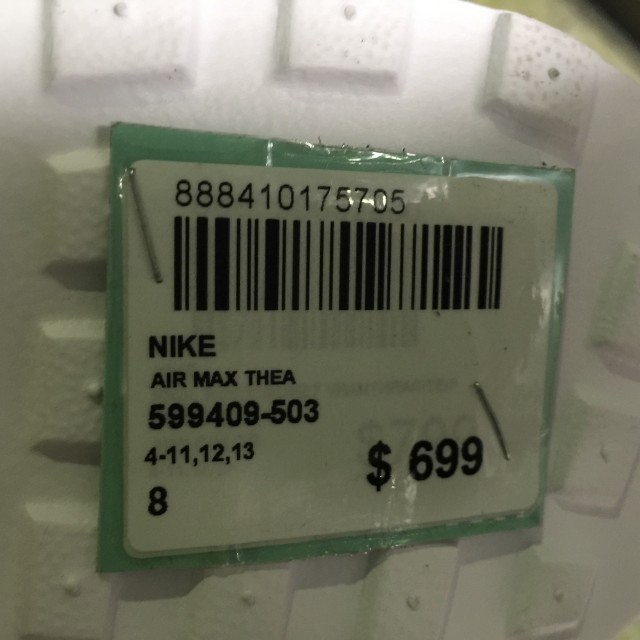 888410175705
NIKE
AIR MAX THEA
599409-503
4-11,12,13
$ 699
8